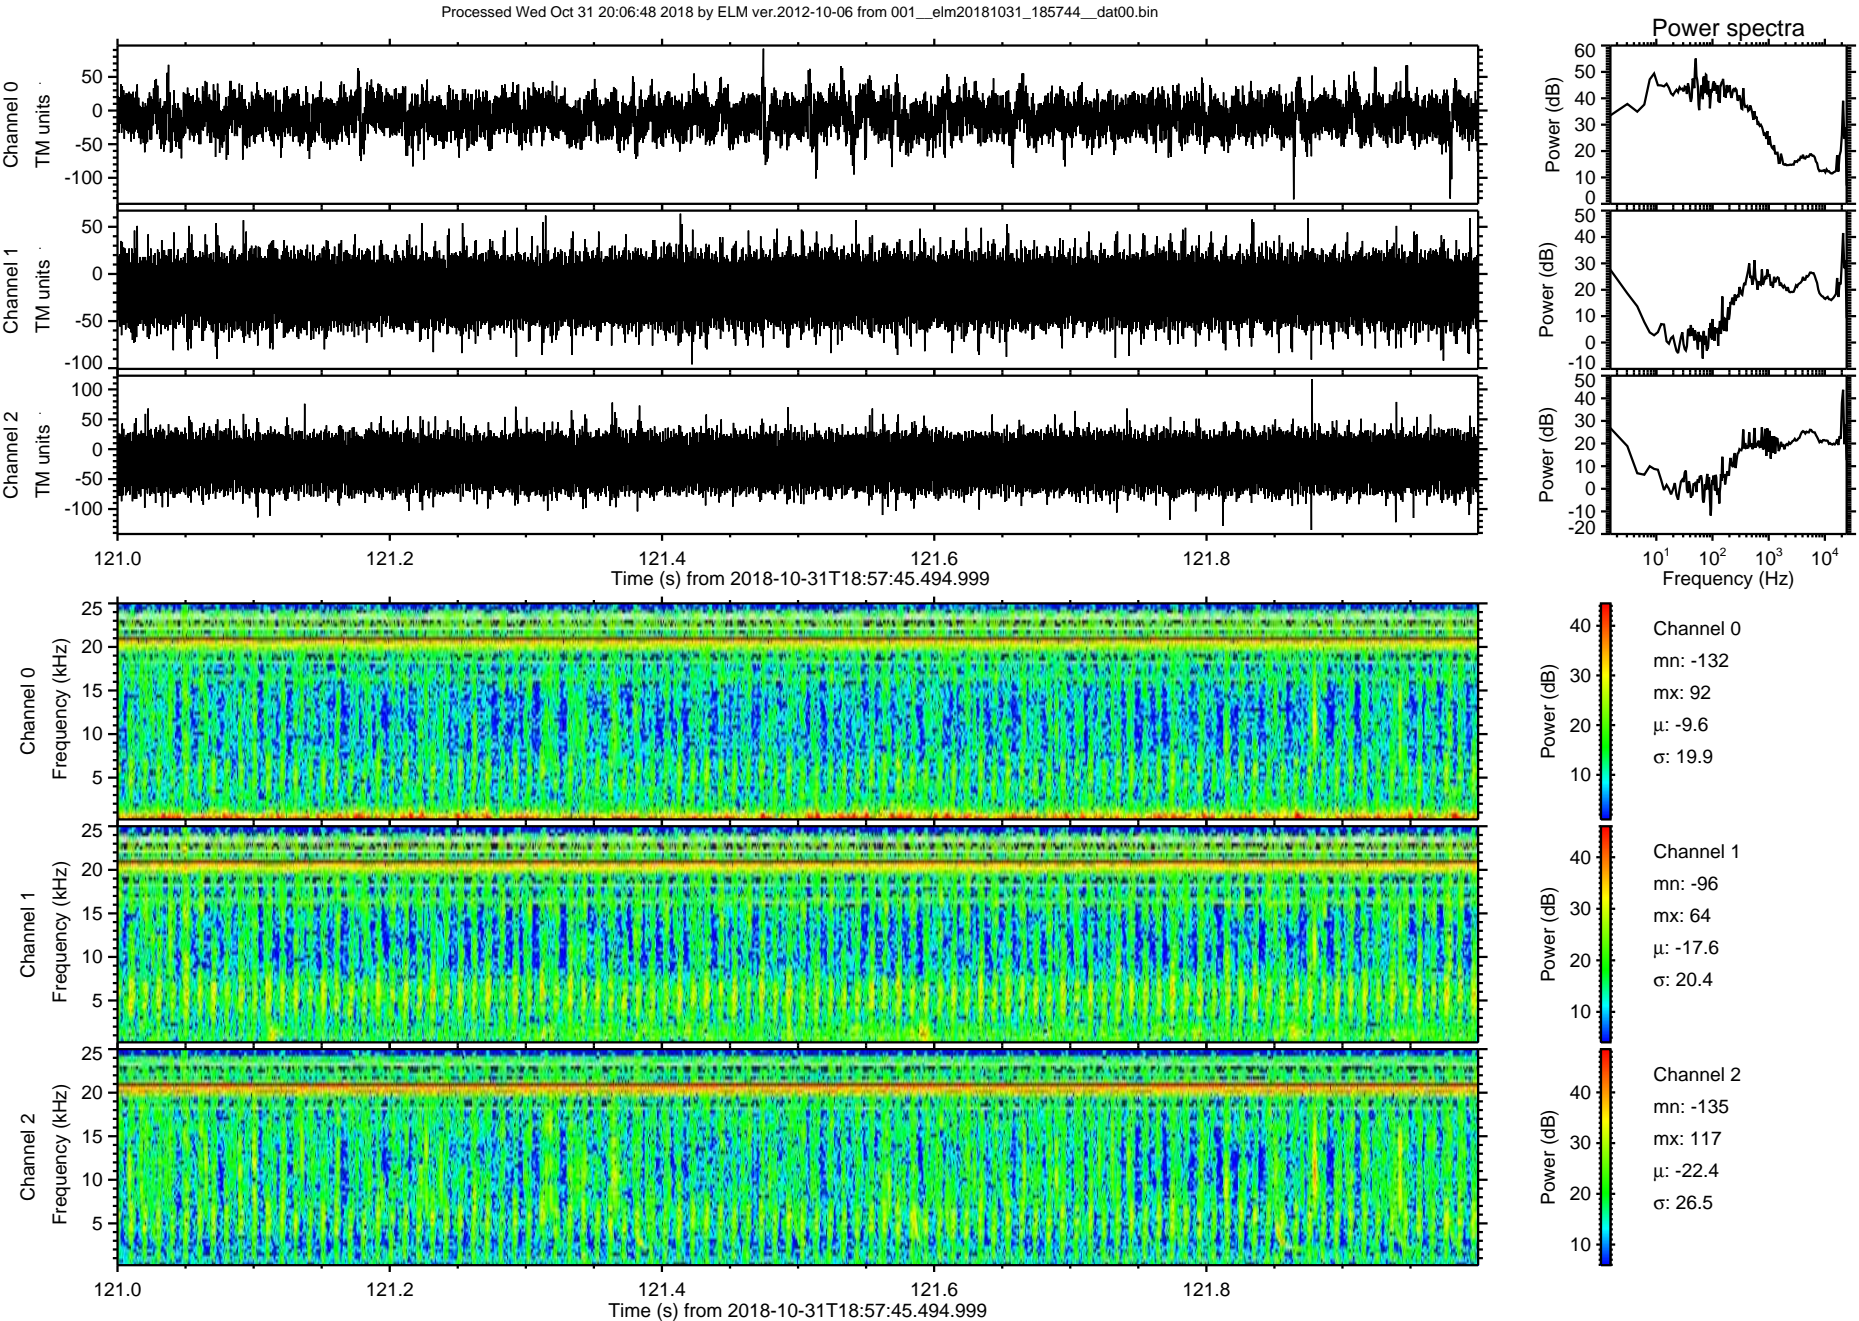 Processed Wed Oct 31 20:06:48 2018 by ELM ver.2012-10-06 from 001__elm20181031_185744__dat00.bin
Power spectra
Channel 0
TM units
50
0
-50
-100
Power (dB)
60
50
40
30
20
10
0
Channel 1
TM units
50
0
-50
-100
Power (dB)
50
40
30
20
10
0
-10
Channel 2
TM units
100
50
0
-50
-100
Power (dB)
50
40
30
20
10
0
-10
-20
121.0 121.2 121.4 121.6 121.8
Time (s) from 2018-10-31T18:57:45.494.999
10^1 10^2 10^3 10^4
Frequency (Hz)
Channel 0
Frequency (kHz)
25
20
15
10
5
Power (dB)
40
30
20
10
Channel 0
mn: -132
mx: 92
μ: -9.6
σ: 19.9
Channel 1
Frequency (kHz)
25
20
15
10
5
Power (dB)
40
30
20
10
Channel 1
mn: -96
mx: 64
μ: -17.6
σ: 20.4
Channel 2
Frequency (kHz)
25
20
15
10
5
Power (dB)
40
30
20
10
Channel 2
mn: -135
mx: 117
μ: -22.4
σ: 26.5
121.0 121.2 121.4 121.6 121.8
Time (s) from 2018-10-31T18:57:45.494.999